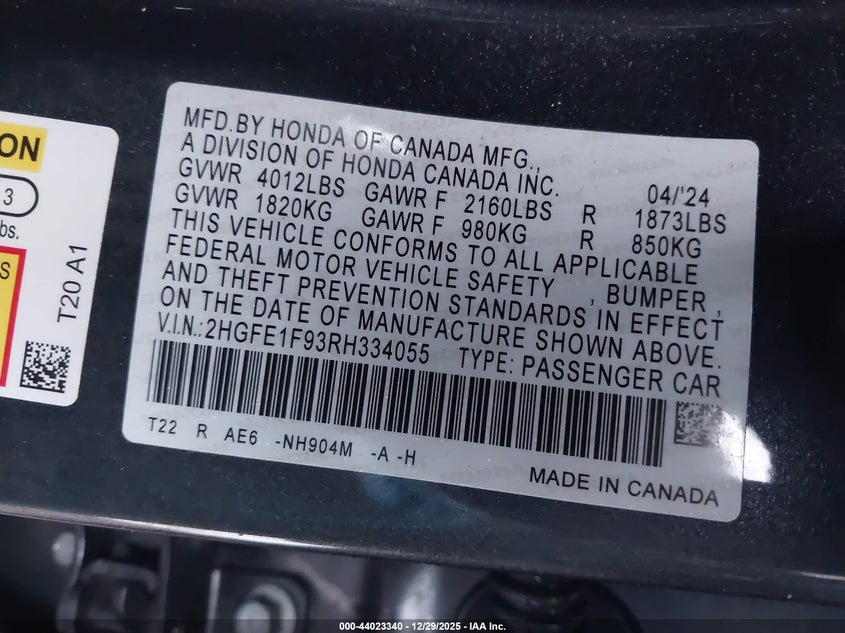 ON
3
bs.
S
T20 A1
MFD.BY HONDA OF CANADA MFG.,
A DIVISION OF HONDA CANADA INC.
04/'24
GVWR 4012LBS GAWR F 2160LBS R 1873LBS
GVWR 1820KG GAWR F 980KG R 850KG
THIS VEHICLE CONFORMS TO ALL APPLICABLE
FEDERAL MOTOR VEHICLE SAFETY , BUMPER ,
AND THEFT PREVENTION STANDARDS IN EFFECT
ON THE DATE OF MANUFACTURE SHOWN ABOVE.
V.I.N.:2HGFE1F93RH334055 TYPE: PASSENGER CAR
T22 R AE6 -NH904M -A -H
MADE IN CANADA
000-44023340 - 12/29/2025 - IAA Inc.